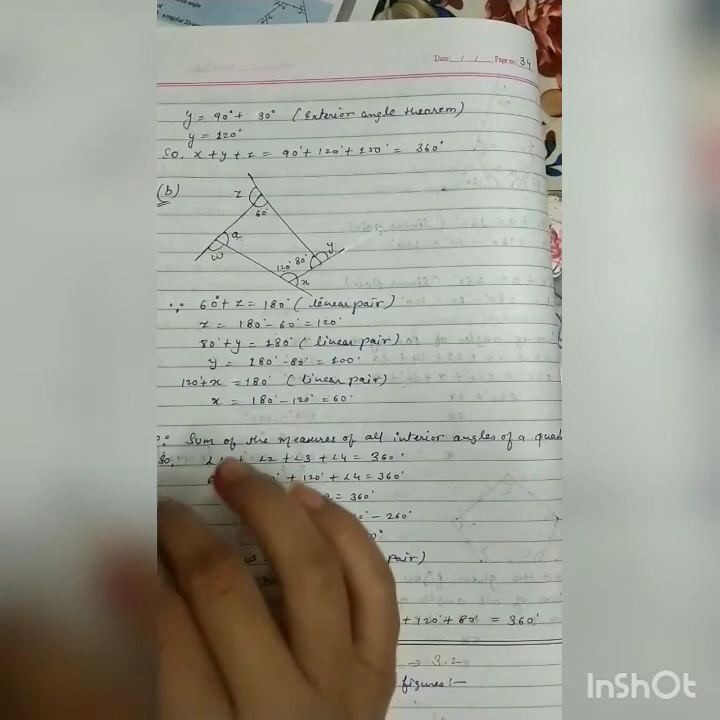 a regular 20
Date: / / Page no: 34
y = 90° + 30° (Exterior angle theorem)
y = 120°
So, x + y + z = 90° + 120° + 150° = 360°
(b)
z
60°
a
w
120° 80° y
x
∵ 60° + z = 180° (linear pair)
z = 180° - 60° = 120°
80° + y = 180° (linear pair)
y = 180° - 80° = 100°
120° + x = 180° (linear pair)
x = 180° - 120° = 60°
Sum of the measures of all interior angles of a quad
So, ∠2 + ∠3 + ∠4 = 360°
+ 120° + ∠4 = 360°
= 360°
- 260°
pair)
+ 120° + 80° = 360°
→ 3.2
figures:-
InShOt